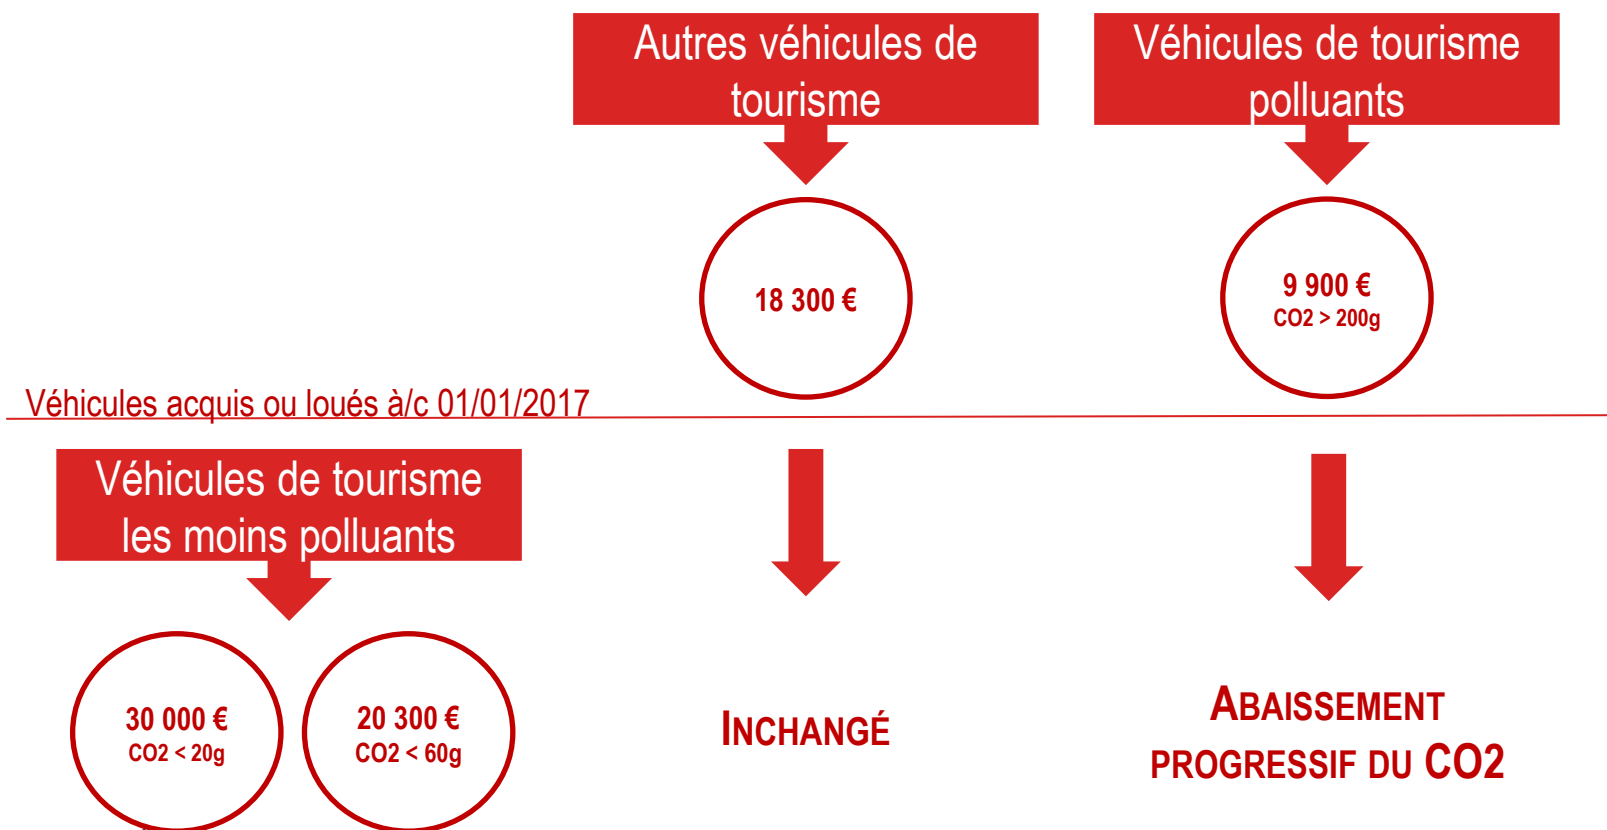 Autres véhicules de
tourisme
Véhicules de tourisme
polluants
18 300 €
9 900 €
CO2 > 200g
Véhicules acquis ou loués à/c 01/01/2017
Véhicules de tourisme
les moins polluants
30 000 €
CO2 < 20g
20 300 €
CO2 < 60g
INCHANGÉ
ABAISSEMENT
PROGRESSIF DU CO2